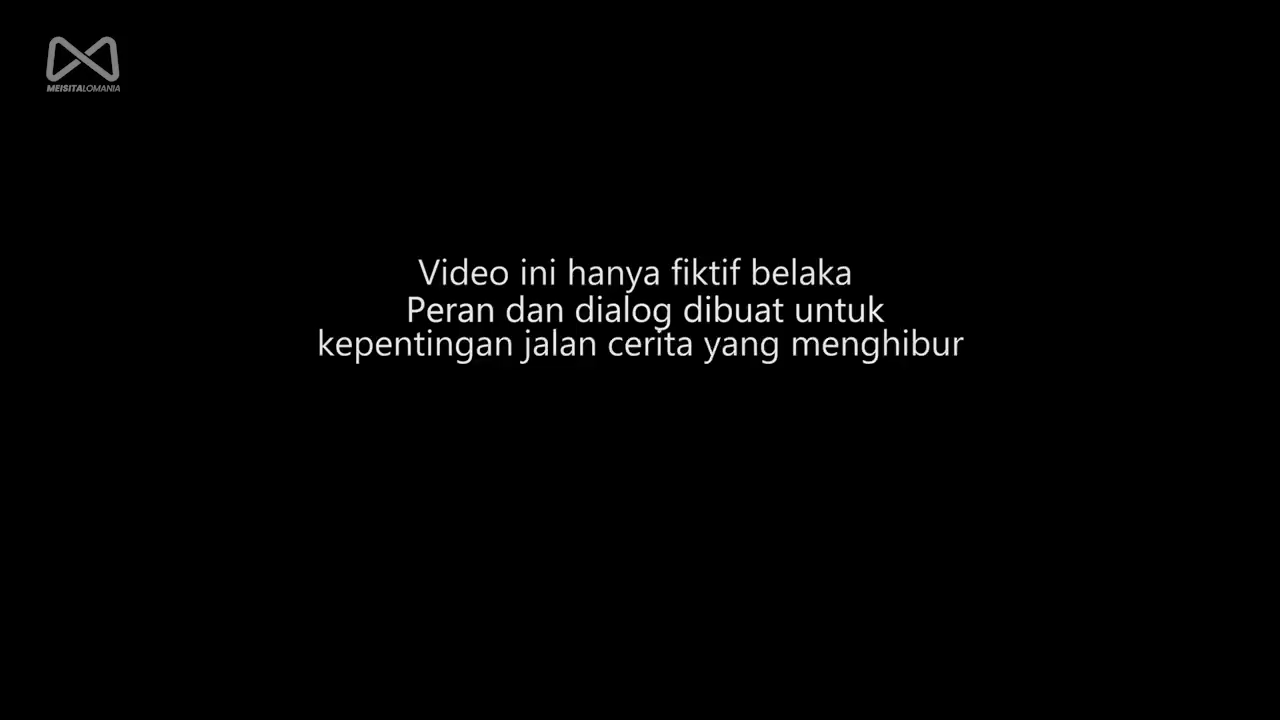 MEISITALOMANIA
Video ini hanya fiktif belaka
Peran dan dialog dibuat untuk
kepentingan jalan cerita yang menghibur